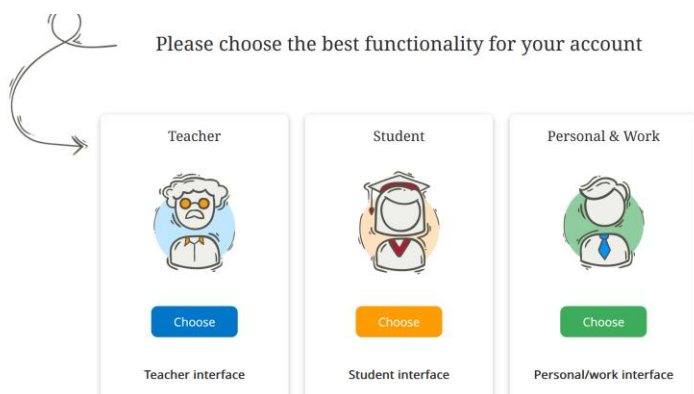 Please choose the best functionality for your account
Teacher
Student
Personal & Work
Choose
Choose
Choose
Teacher interface
Student interface
Personal/work interface